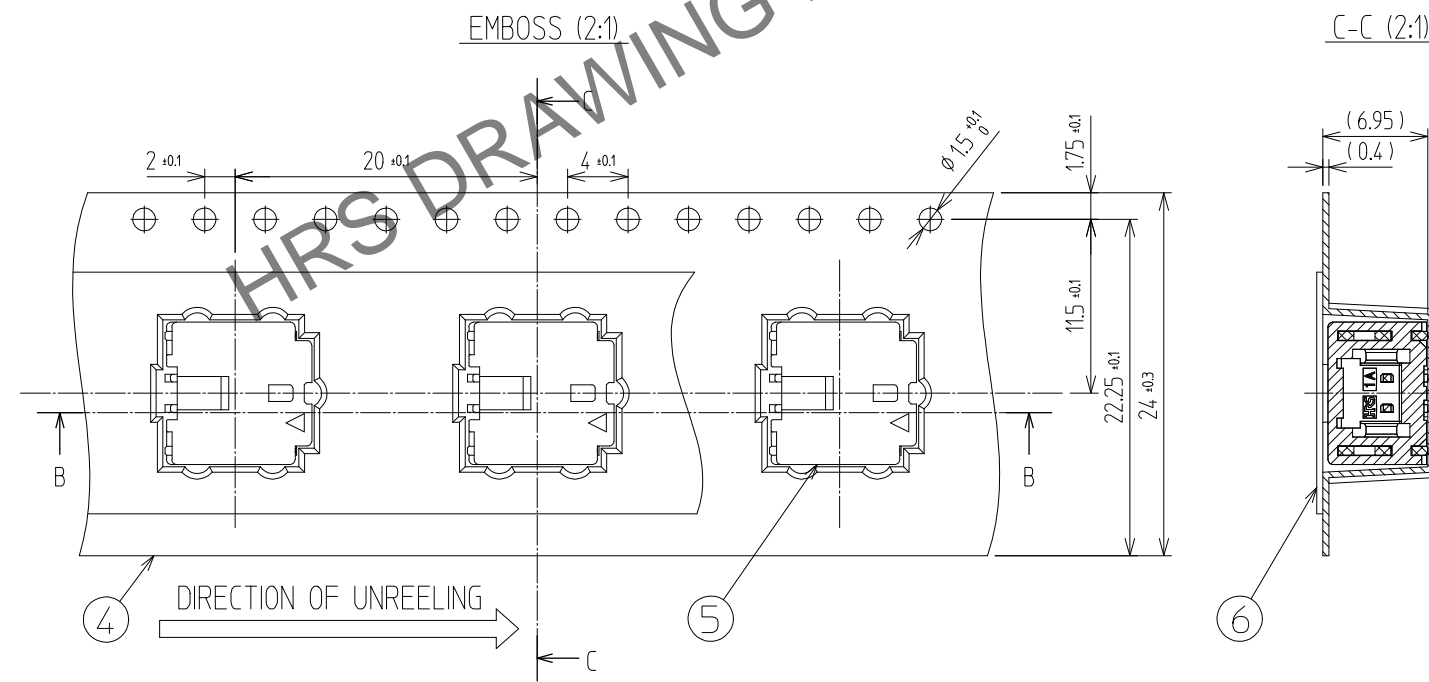 EMBOSS (2:1)
C-C (2:1)
HRS DRAWING
C
2 ±0.1
20 ±0.1
4 ±0.1
φ 1.5 +0.1 0
1.75 ±0.1
(6.95)
(0.4)
11.5 ±0.1
22.25 ±0.1
24 ±0.3
HRS 1A
B
B
4
DIRECTION OF UNREELING
5
6
C